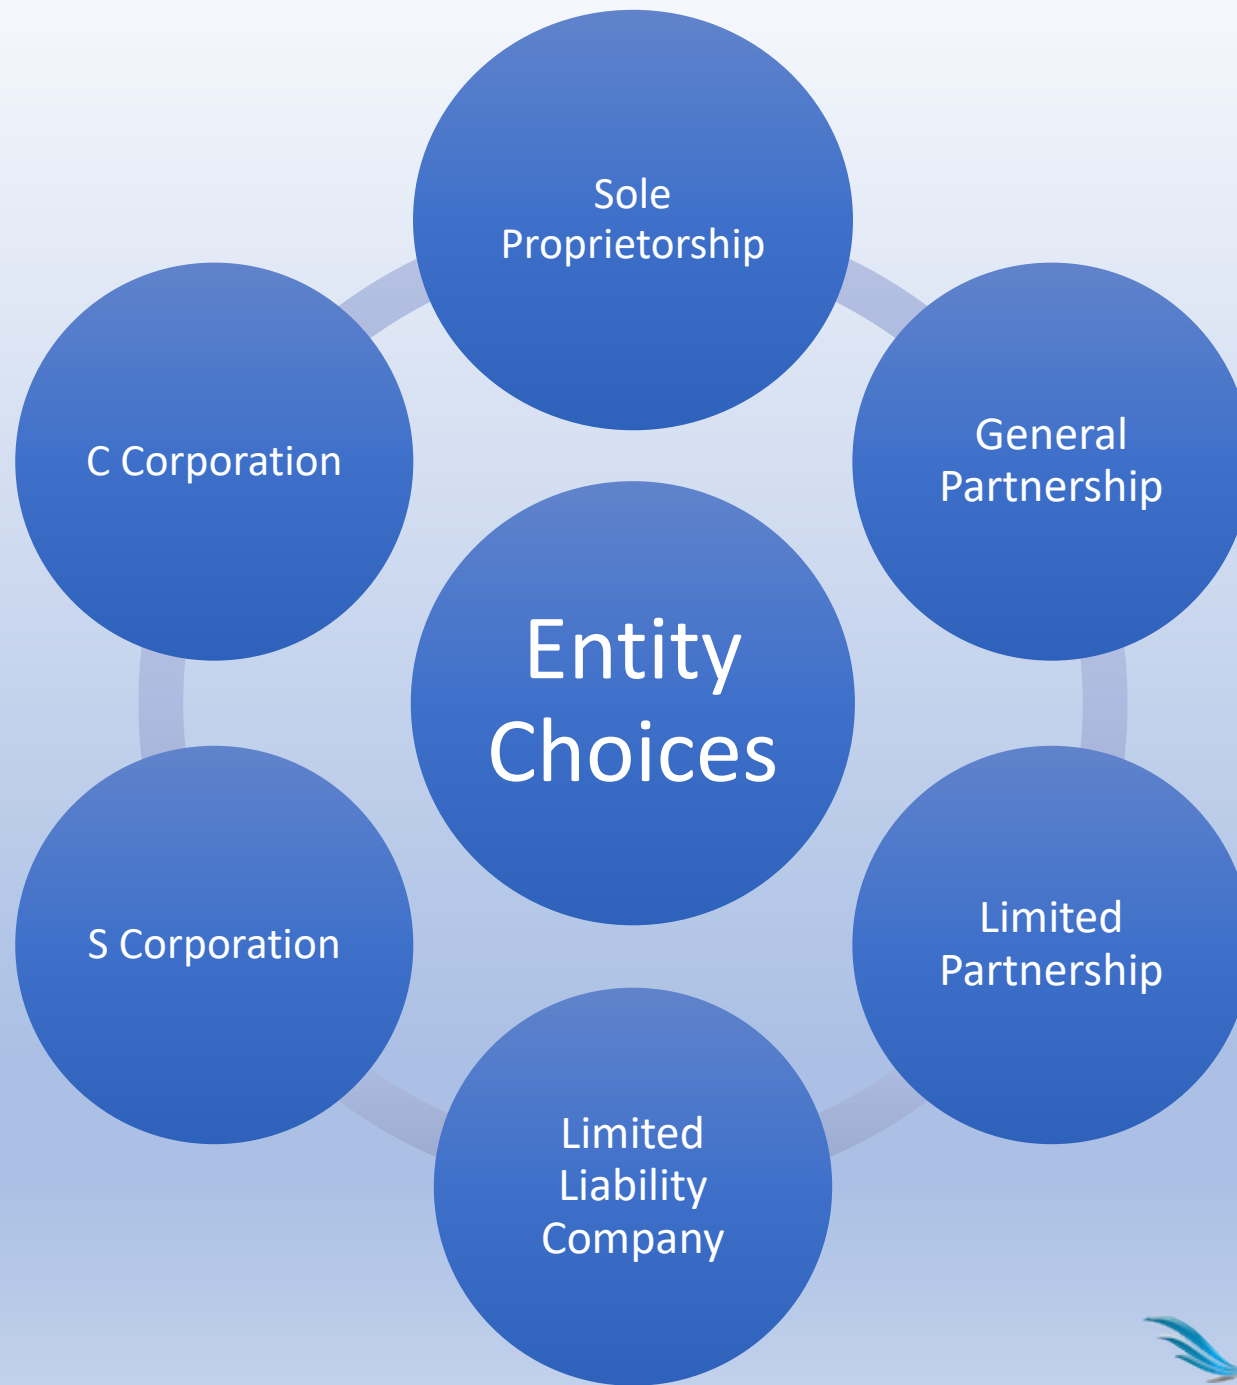 Sole
Proprietorship
General
Partnership
Limited
Partnership
Limited
Liability
Company
S Corporation
C Corporation
Entity
Choices